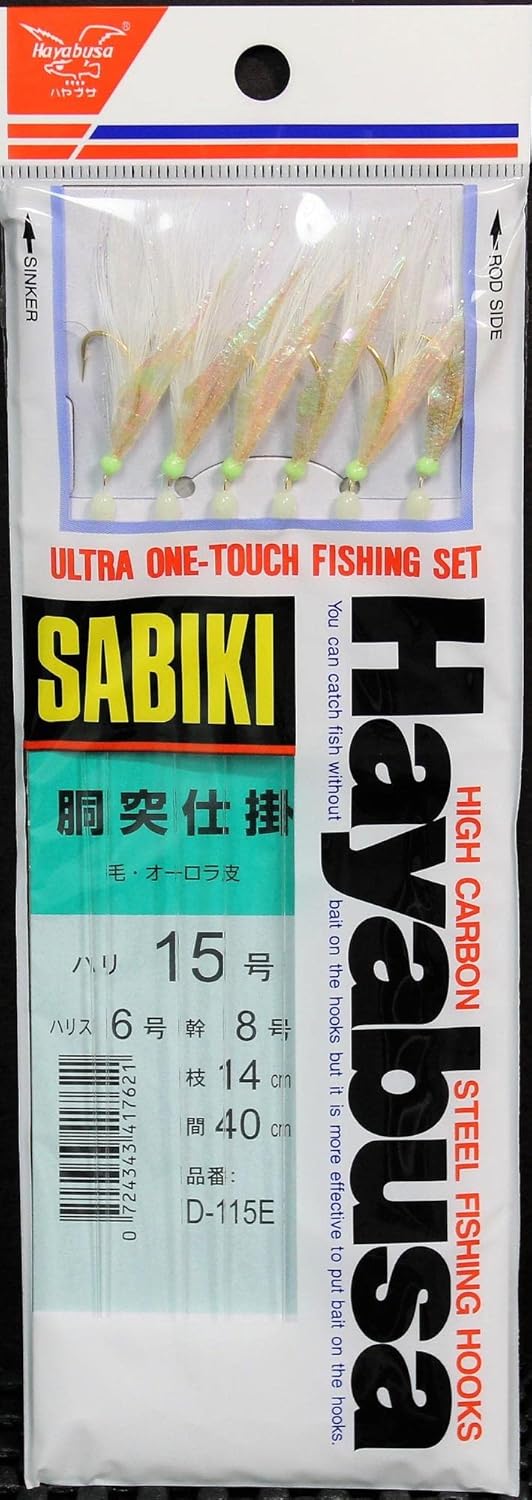 Hayabusa®
ハヤブサ
SINKER
ROD SIDE
ULTRA ONE-TOUCH FISHING SET
SABIKI
胴突仕掛
毛・オーロラ皮
ハリ 15号
ハリス 6号 幹 8号
枝 14 cm
間 40 cm
品番:
D-115E
0 724343 417621
You can catch fish without bait on the hooks but it is more effective to put bait on the hooks.
Hayabusa
HIGH CARBON STEEL FISHING HOOKS